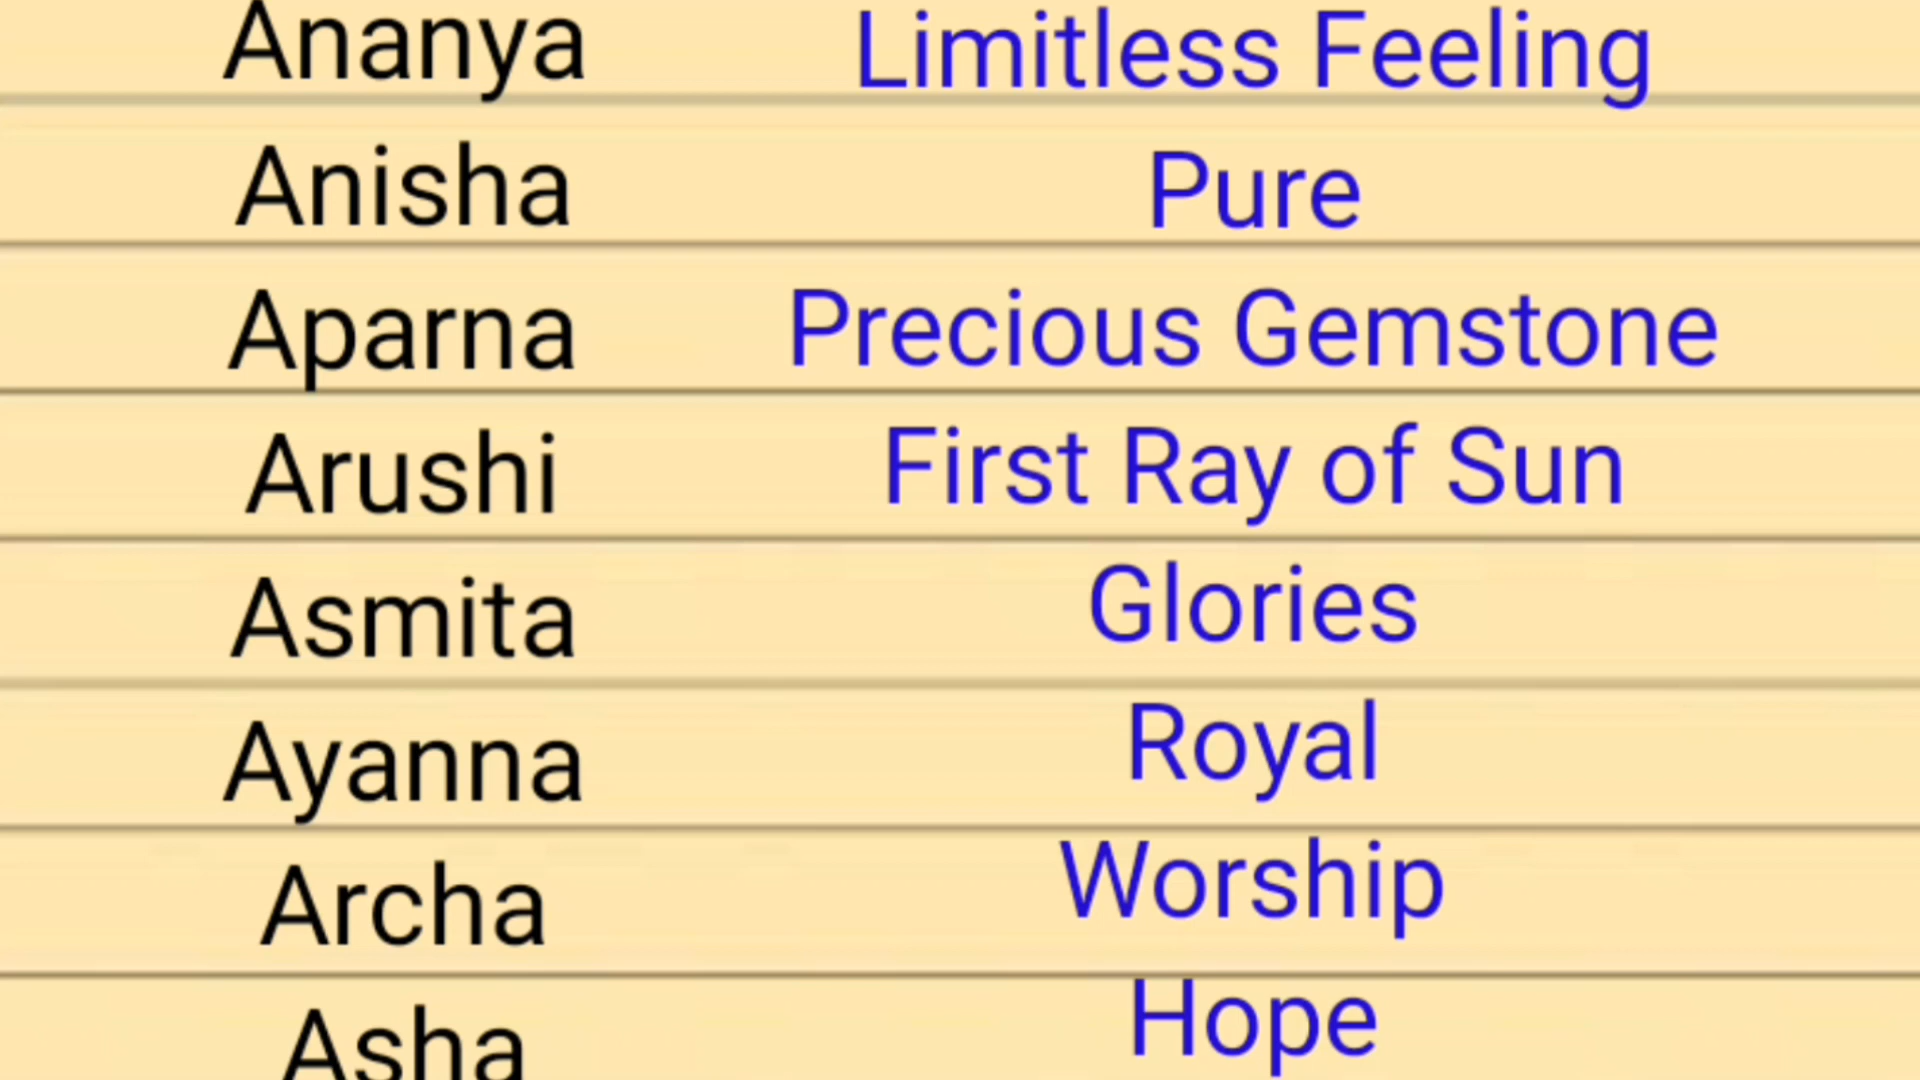 Ananya Limitless Feeling
Anisha Pure
Aparna Precious Gemstone
Arushi First Ray of Sun
Asmita Glories
Ayanna Royal
Archa Worship
Asha Hope